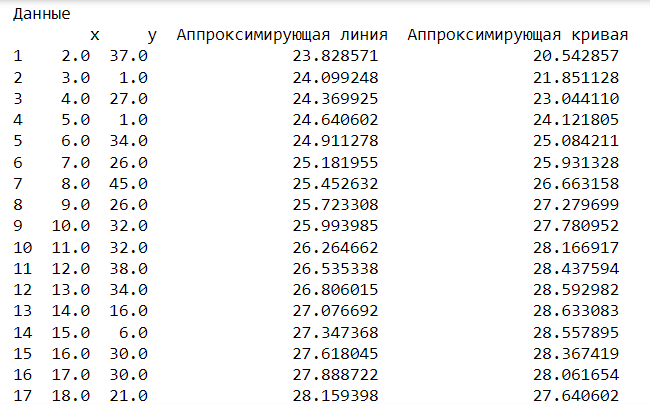 Данные
x y Аппроксимирующая линия Аппроксимирующая кривая
1 2.0 37.0 23.828571 20.542857
2 3.0 1.0 24.099248 21.851128
3 4.0 27.0 24.369925 23.044110
4 5.0 1.0 24.640602 24.121805
5 6.0 34.0 24.911278 25.084211
6 7.0 26.0 25.181955 25.931328
7 8.0 45.0 25.452632 26.663158
8 9.0 26.0 25.723308 27.279699
9 10.0 32.0 25.993985 27.780952
10 11.0 32.0 26.264662 28.166917
11 12.0 38.0 26.535338 28.437594
12 13.0 34.0 26.806015 28.592982
13 14.0 16.0 27.076692 28.633083
14 15.0 6.0 27.347368 28.557895
15 16.0 30.0 27.618045 28.367419
16 17.0 30.0 27.888722 28.061654
17 18.0 21.0 28.159398 27.640602